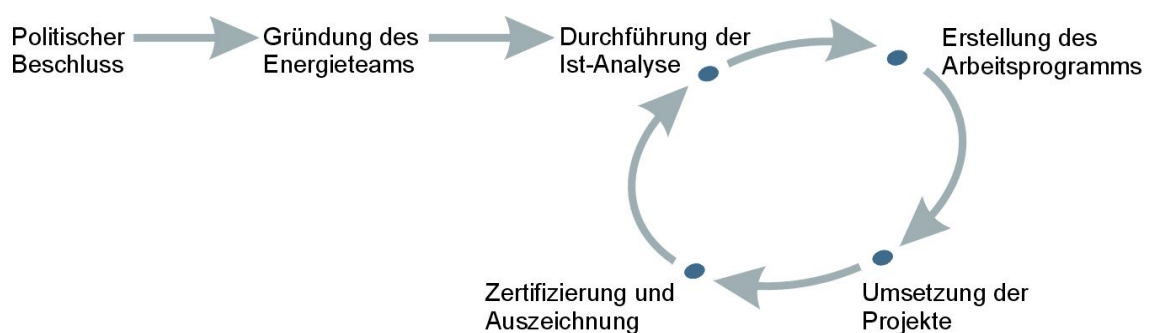 Politischer
Beschluss
Gründung des
Energieteams
Durchführung der
Ist-Analyse
Erstellung des
Arbeitsprogramms
Zertifizierung und
Auszeichnung
Umsetzung der
Projekte